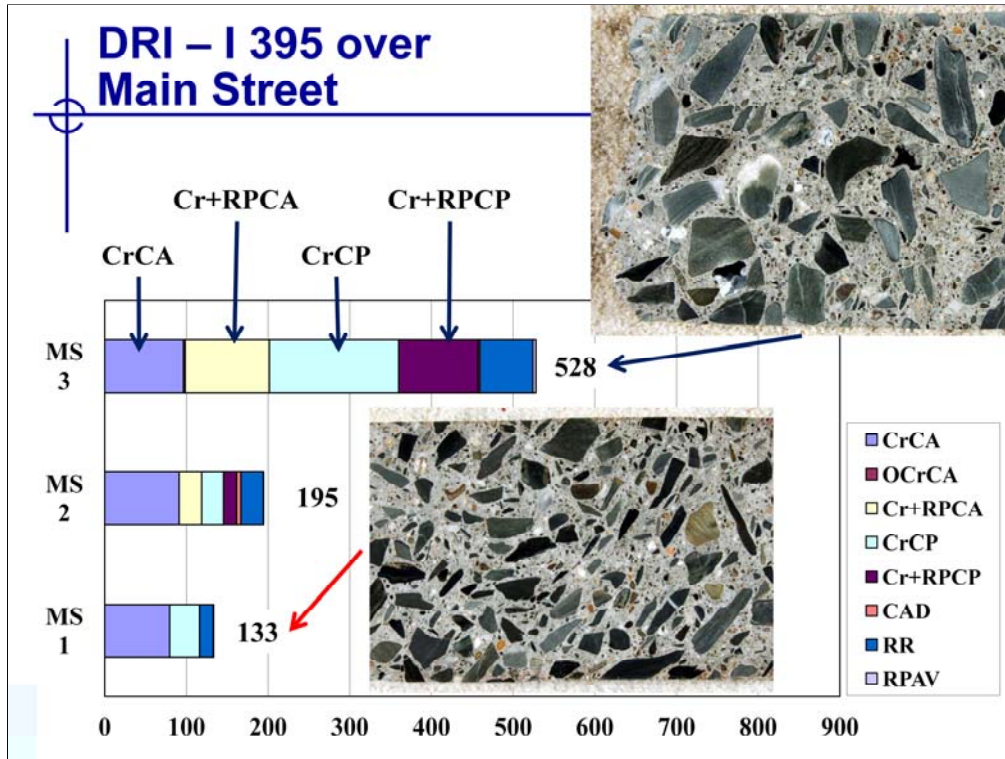 DRI – I 395 over
Main Street
Cr+RPCA
Cr+RPCP
CrCA
CrCP
MS
3
528
MS
2
195
MS
1
133
CrCA
OCrCA
Cr+RPCA
CrCP
Cr+RPCP
CAD
RR
RPAV
0 100 200 300 400 500 600 700 800 900